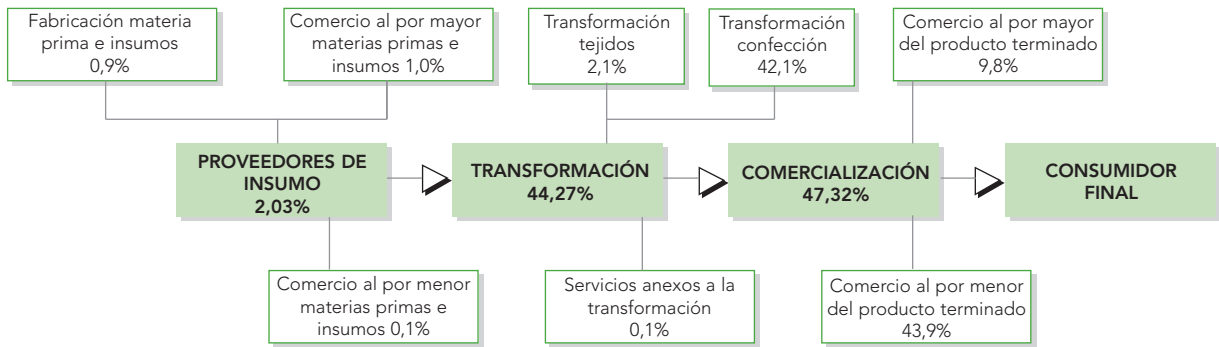 Fabricación materia
prima e insumos
0,9%
Comercio al por mayor
materias primas e
insumos 1,0%
Transformación
tejidos
2,1%
Transformación
confección
42,1%
Comercio al por mayor
del producto terminado
9,8%
PROVEEDORES DE
INSUMO
2,03%
TRANSFORMACIÓN
44,27%
COMERCIALIZACIÓN
47,32%
CONSUMIDOR
FINAL
Comercio al por menor
materias primas e
insumos 0,1%
Servicios anexos a la
transformación
0,1%
Comercio al por menor
del producto terminado
43,9%